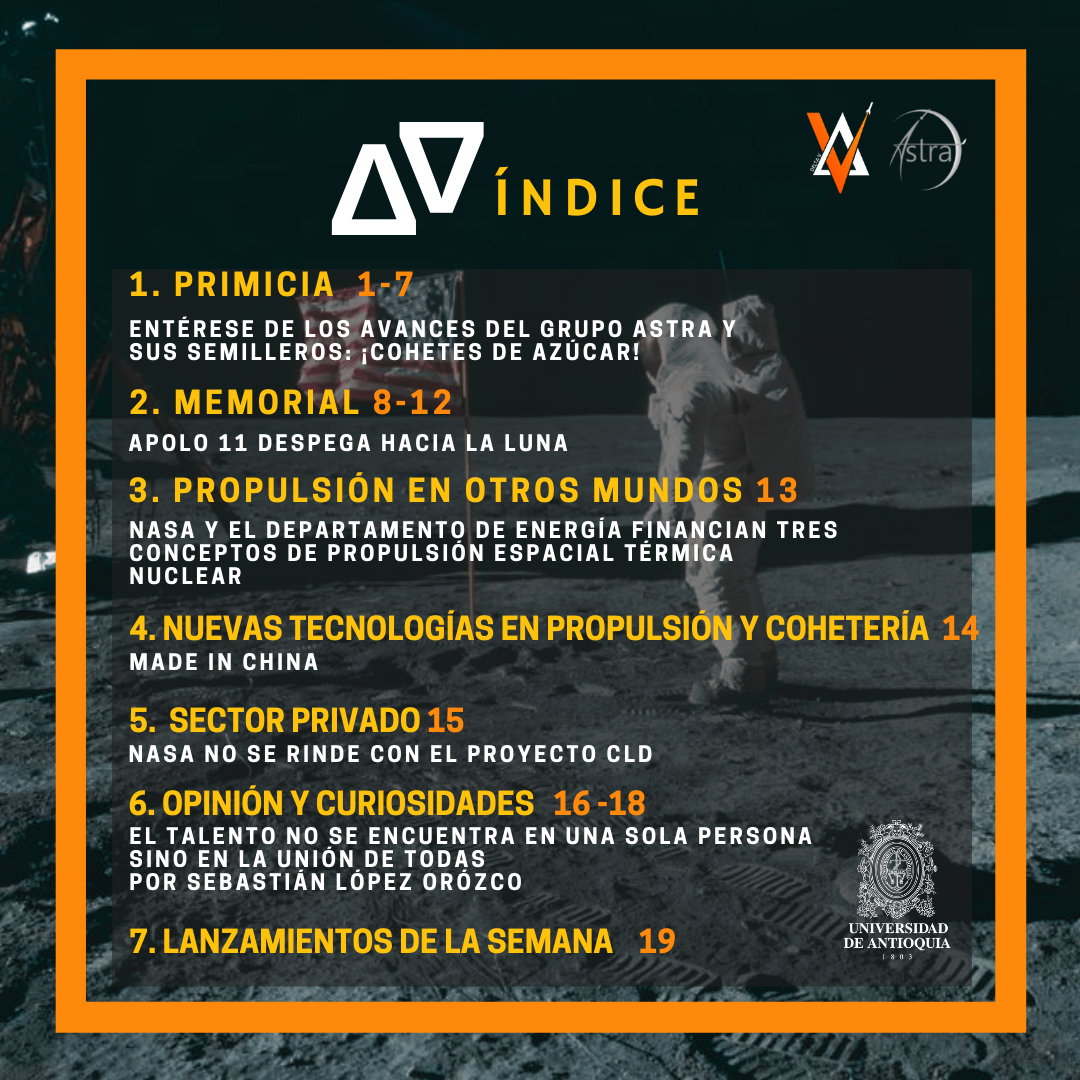 ÍNDICE
Astra
DELTA-V
1. PRIMICIA 1-7
ENTÉRESE DE LOS AVANCES DEL GRUPO ASTRA Y
SUS SEMILLEROS: ¡COHETES DE AZÚCAR!
2. MEMORIAL 8-12
APOLO 11 DESPEGA HACIA LA LUNA
3. PROPULSIÓN EN OTROS MUNDOS 13
NASA Y EL DEPARTAMENTO DE ENERGÍA FINANCIAN TRES
CONCEPTOS DE PROPULSIÓN ESPACIAL TÉRMICA
NUCLEAR
4. NUEVAS TECNOLOGÍAS EN PROPULSIÓN Y COHETERÍA 14
MADE IN CHINA
5. SECTOR PRIVADO 15
NASA NO SE RINDE CON EL PROYECTO CLD
6. OPINIÓN Y CURIOSIDADES 16 -18
EL TALENTO NO SE ENCUENTRA EN UNA SOLA PERSONA
SINO EN LA UNIÓN DE TODAS
POR SEBASTIÁN LÓPEZ ORÓZCO
7. LANZAMIENTOS DE LA SEMANA 19
UNIVERSIDAD
DE ANTIOQUIA
1803